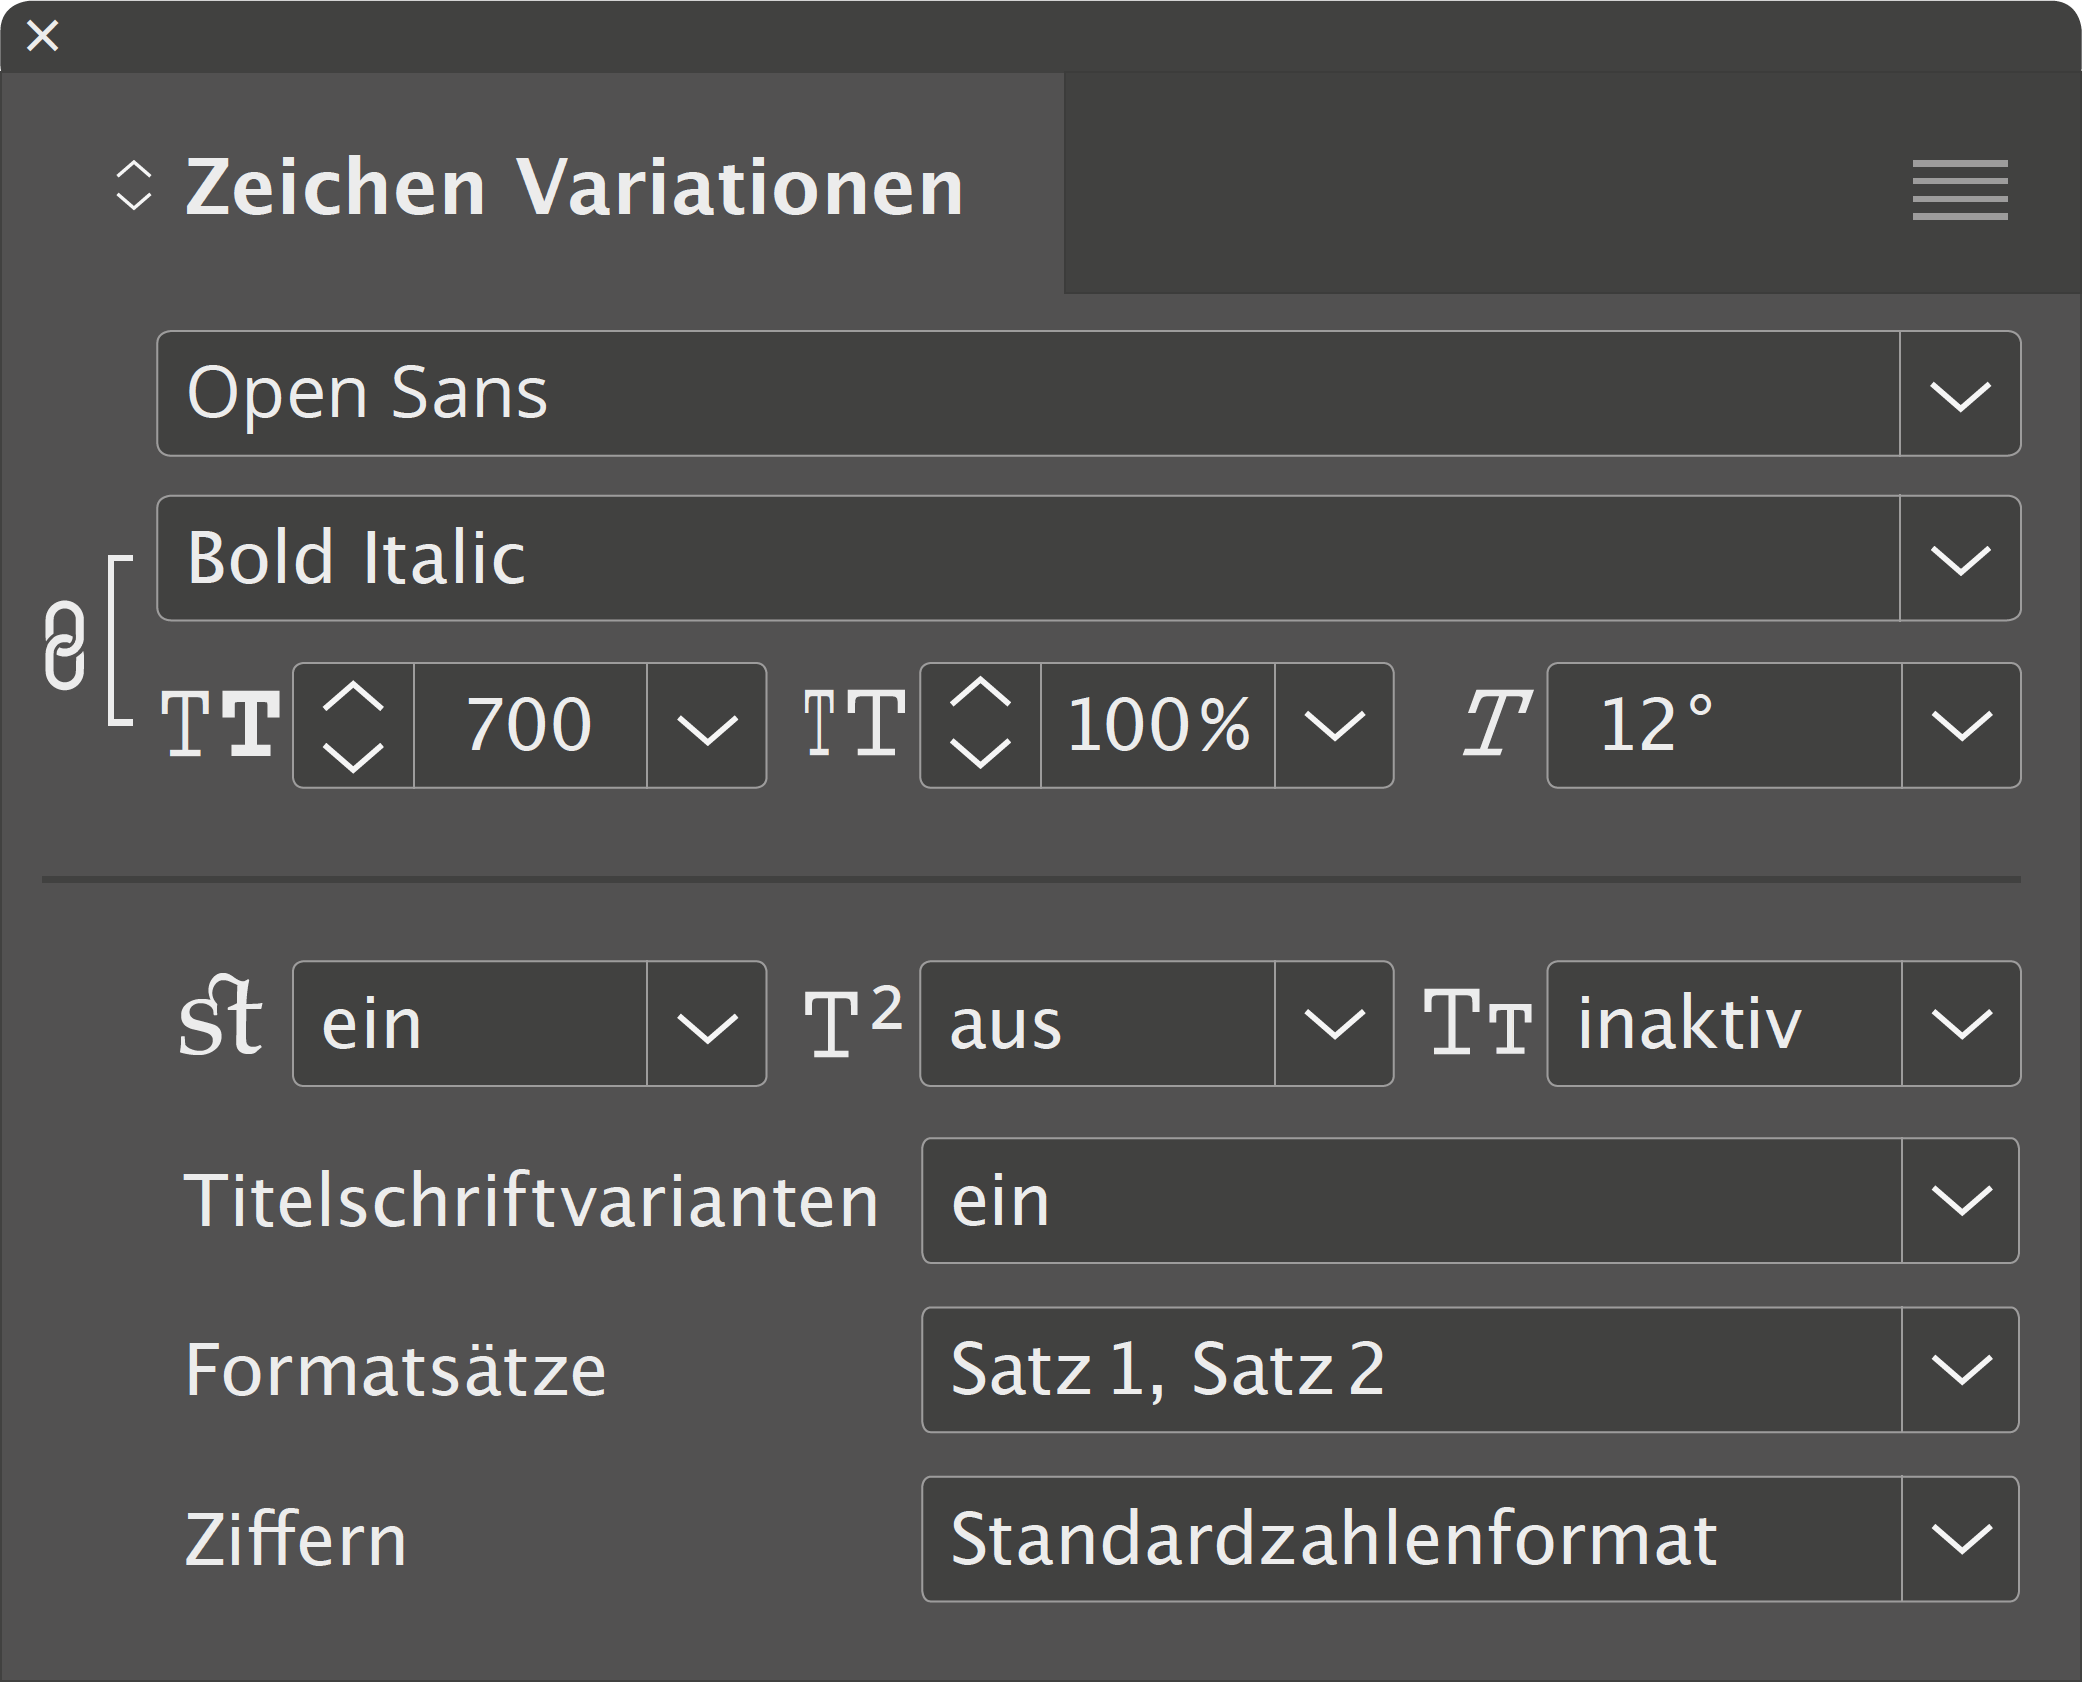 Zeichen Variationen
Open Sans
Bold Italic
TT 700 TT 100% T 12°
st ein T² aus TT inaktiv
Titelschriftvarianten ein
Formatsätze Satz 1, Satz 2
Ziffern Standardzahlenformat